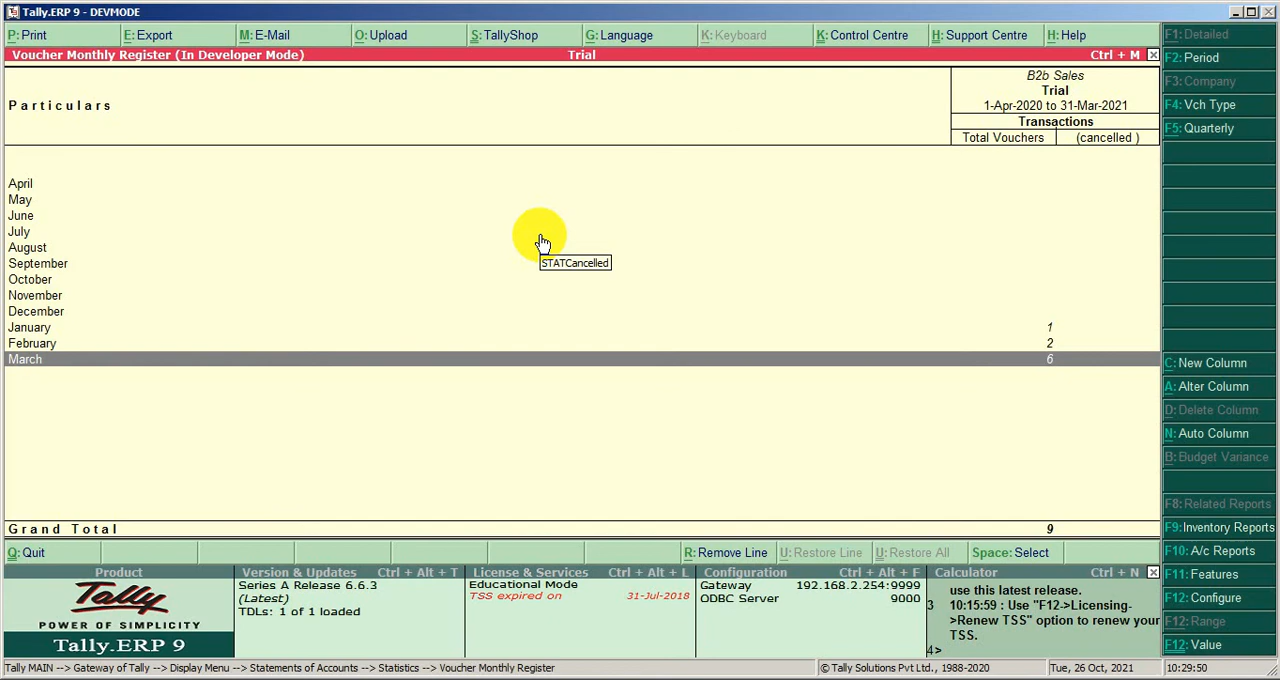 Tally.ERP 9 - DEVMODE
P: Print E: Export M: E-Mail O: Upload S: TallyShop G: Language K: Keyboard K: Control Centre H: Support Centre H: Help
Voucher Monthly Register (In Developer Mode) Trial Ctrl + M
Particulars
B2b Sales
Trial
1-Apr-2020 to 31-Mar-2021
Transactions
Total Vouchers (cancelled )
April
May
June
July
August
September
October
November
December
January 1
February 2
March 6
STATCancelled
Grand Total 9
F1: Detailed
F2: Period
F3: Company
F4: Vch Type
F5: Quarterly
C: New Column
A: Alter Column
D: Delete Column
N: Auto Column
B: Budget Variance
F8: Related Reports
F9: Inventory Reports
F10: A/c Reports
F11: Features
F12: Configure
F12: Range
F12: Value
Q: Quit R: Remove Line U: Restore Line U: Restore All Space: Select
Product
Tally
POWER OF SIMPLICITY
Tally.ERP 9
Version & Updates Ctrl + Alt + T
Series A Release 6.6.3
(Latest)
TDLs: 1 of 1 loaded
License & Services Ctrl + Alt + L
Educational Mode
TSS expired on 31-Jul-2018
Configuration Ctrl + Alt + F
Gateway 192.168.2.254:9999
ODBC Server 9000
Calculator Ctrl + N
use this latest release.
3 10:15:59 : Use "F12->Licensing-
>Renew TSS" option to renew your
TSS.
4>
Tally MAIN --> Gateway of Tally --> Display Menu --> Statements of Accounts --> Statistics --> Voucher Monthly Register
© Tally Solutions Pvt Ltd., 1988-2020 Tue, 26 Oct, 2021 10:29:50